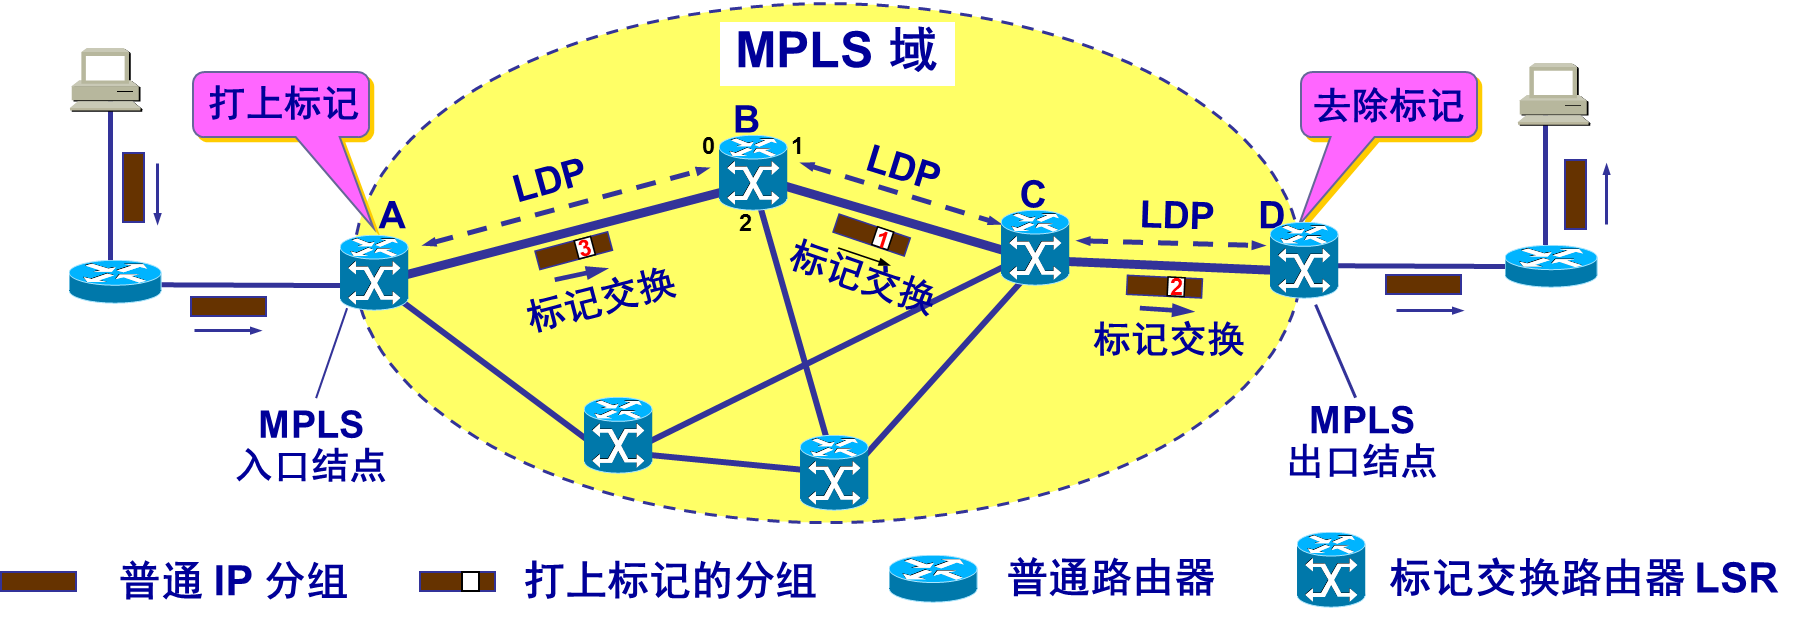 MPLS 域
打上标记
去除标记
B
0
1
2
LDP
LDP
C
LDP
D
A
3
标记交换
1
标记交换
2
标记交换
MPLS
入口结点
MPLS
出口结点
普通 IP 分组
打上标记的分组
普通路由器
标记交换路由器 LSR